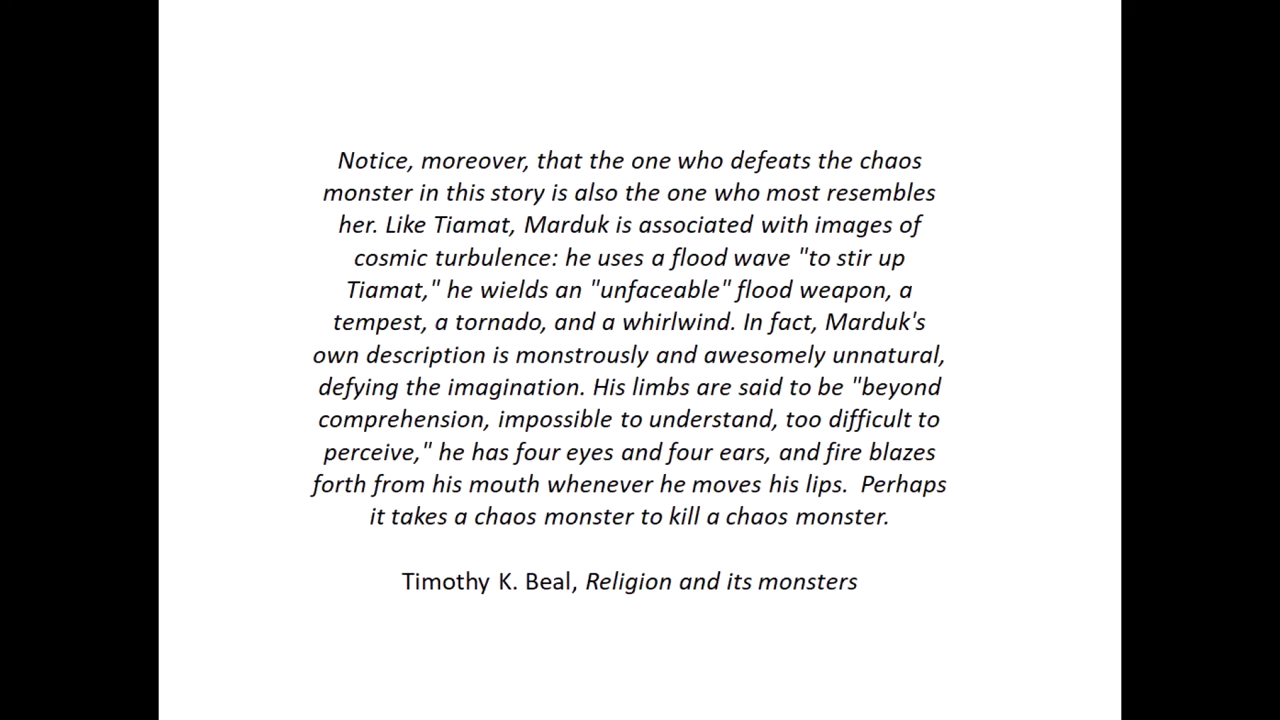 Notice, moreover, that the one who defeats the chaos
monster in this story is also the one who most resembles
her. Like Tiamat, Marduk is associated with images of
cosmic turbulence: he uses a flood wave "to stir up
Tiamat," he wields an "unfaceable" flood weapon, a
tempest, a tornado, and a whirlwind. In fact, Marduk's
own description is monstrously and awesomely unnatural,
defying the imagination. His limbs are said to be "beyond
comprehension, impossible to understand, too difficult to
perceive," he has four eyes and four ears, and fire blazes
forth from his mouth whenever he moves his lips.  Perhaps
it takes a chaos monster to kill a chaos monster.
Timothy K. Beal, Religion and its monsters